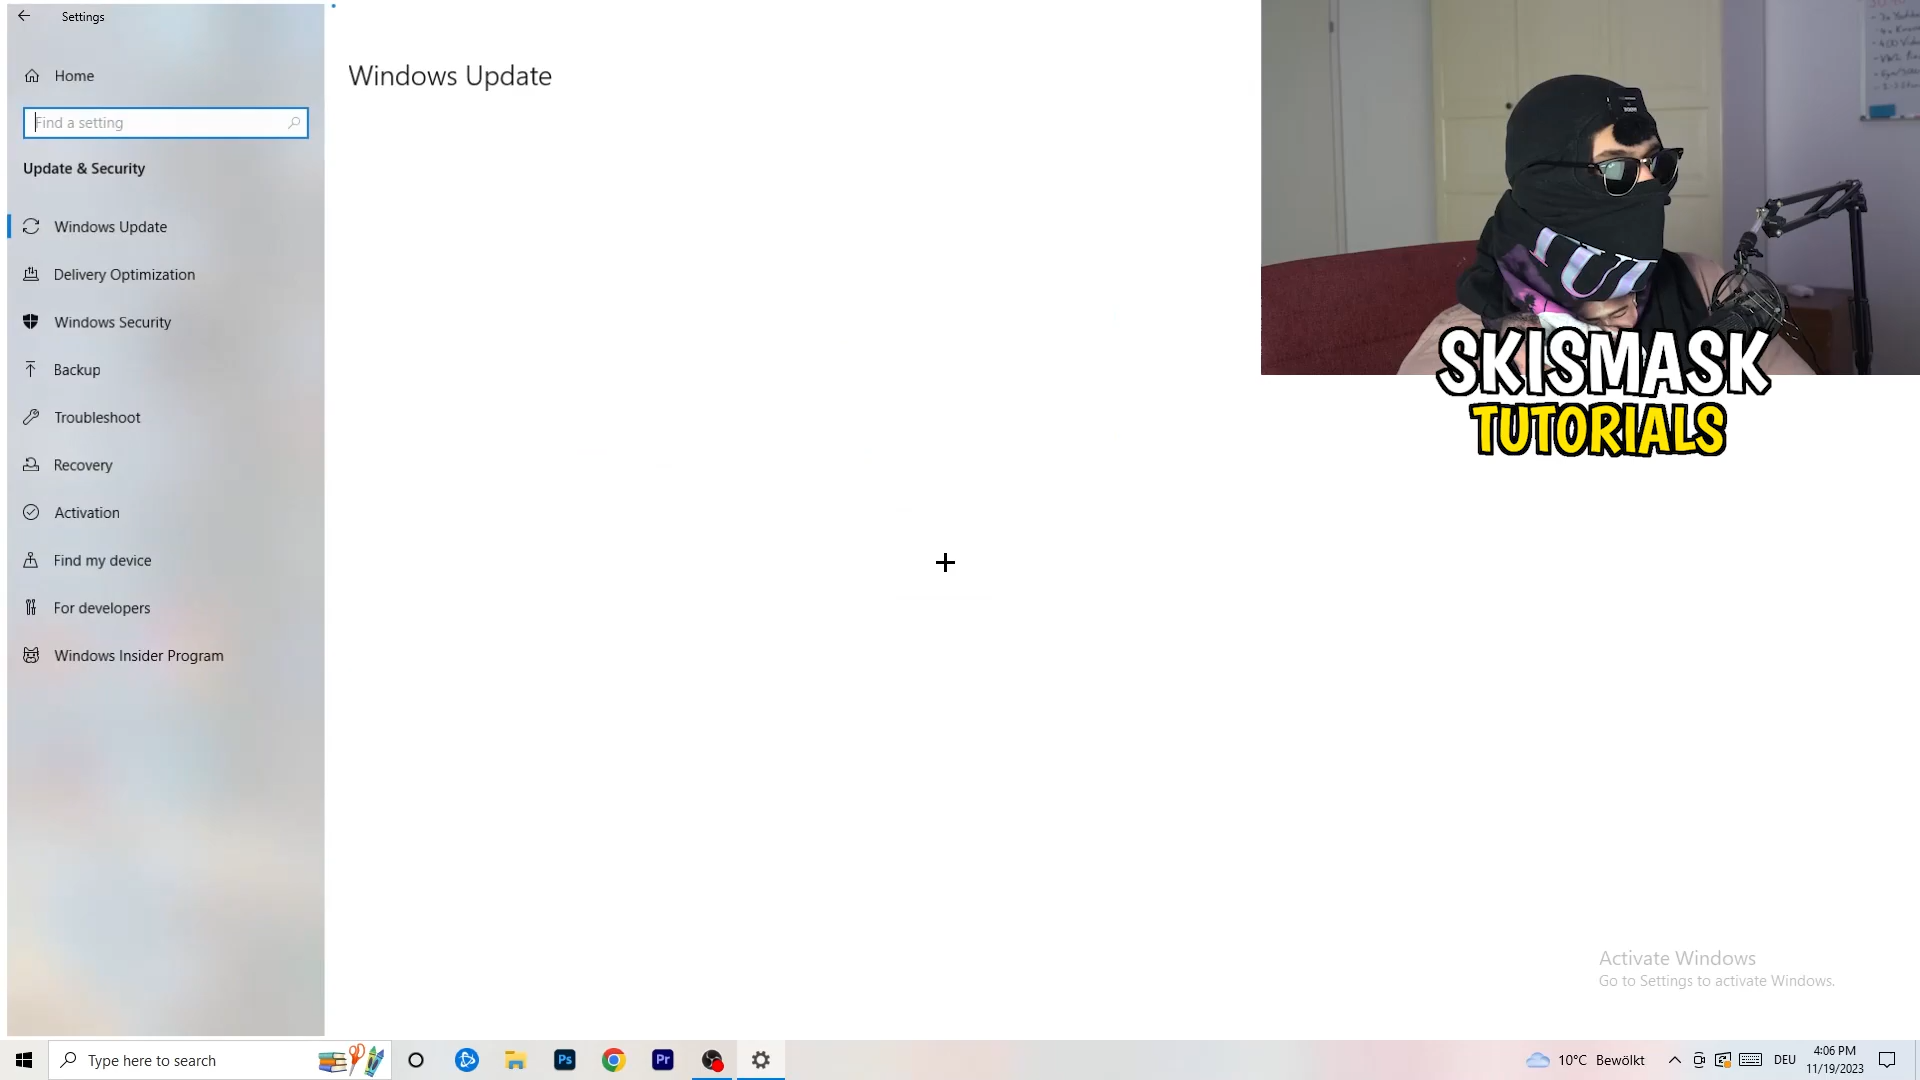 Settings
Home
Find a setting
Update & Security
Windows Update
Delivery Optimization
Windows Security
Backup
Troubleshoot
Recovery
Activation
Find my device
For developers
Windows Insider Program
Windows Update
SKISMASK
TUTORIALS
Activate Windows
Go to Settings to activate Windows.
Type here to search
Ps
Pr
10°C Bewölkt
DEU
4:06 PM
11/19/2023